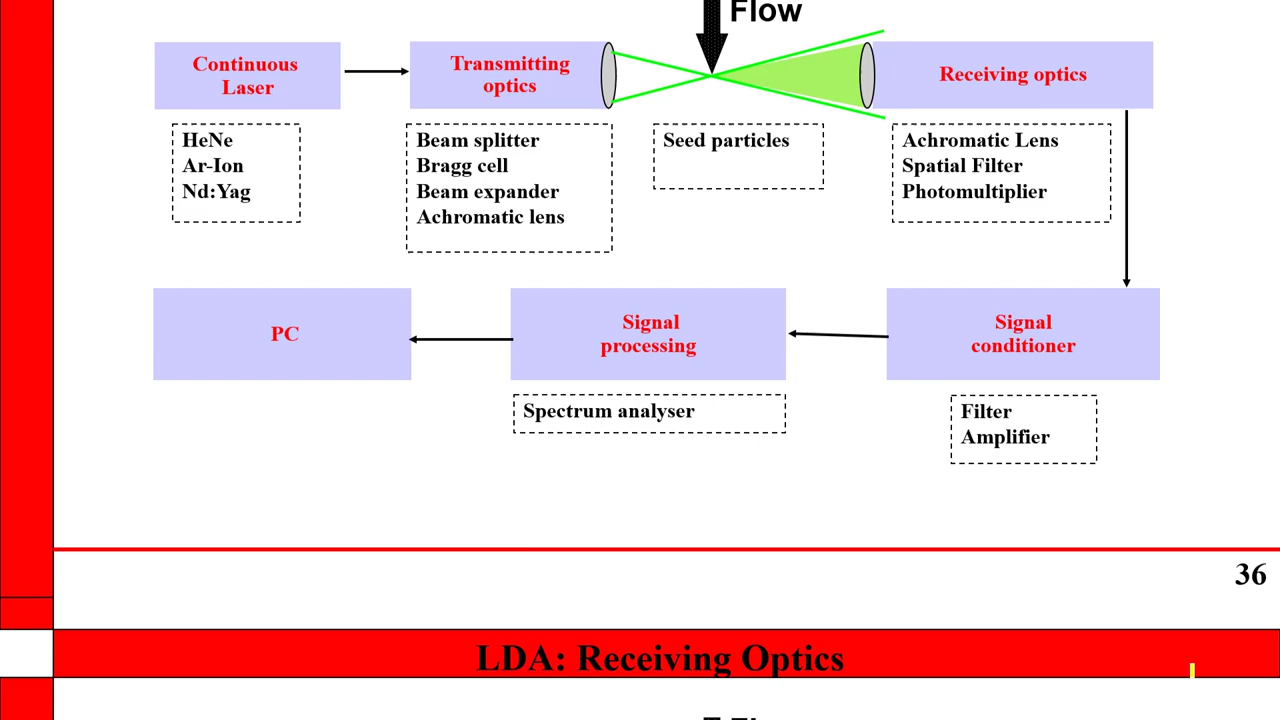 Flow
Continuous
Laser
Transmitting
optics
Receiving optics
HeNe
Ar-Ion
Nd:Yag
Beam splitter
Bragg cell
Beam expander
Achromatic lens
Seed particles
Achromatic Lens
Spatial Filter
Photomultiplier
PC
Signal
processing
Signal
conditioner
Spectrum analyser
Filter
Amplifier
36
LDA: Receiving Optics